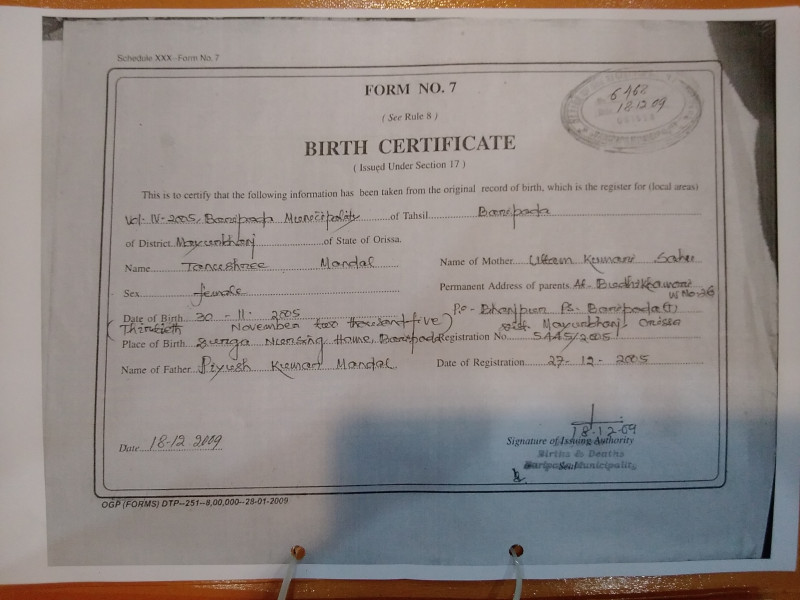 Schedule XXX--Form No. 7
FORM NO. 7
6468
18.12.09
( See Rule 8 )
BIRTH CERTIFICATE
( Issued Under Section 17 )
This is to certify that the following information has been taken from the original record of birth, which is the register for (local areas)
Vol-IV-2005, Baripada Municipality of Tahsil Baripada
of District Mayurbhanj of State of Orissa.
Name Mandal Name of Mother Kumari Sahu
Sex female Permanent Address of parents At- W No-26
Date of Birth 30 - 11 - 2005 Po - Bhanjpur Ps- Baripada(T)
( Thirtieth November two thousand five) Dist. Mayurbhanj, Orissa
Place of Birth Durga Nursing Home, Baripada Registration No 5445/2005
Name of Father Piyush Kumar Mandal Date of Registration 27-12-2005
Date 18-12-2009
18.12.09
Signature of Issuing Authority
Births & Deaths
Baripada Municipality
Seal
OGP (FORMS) DTP--251--8,00,000--28-01-2009